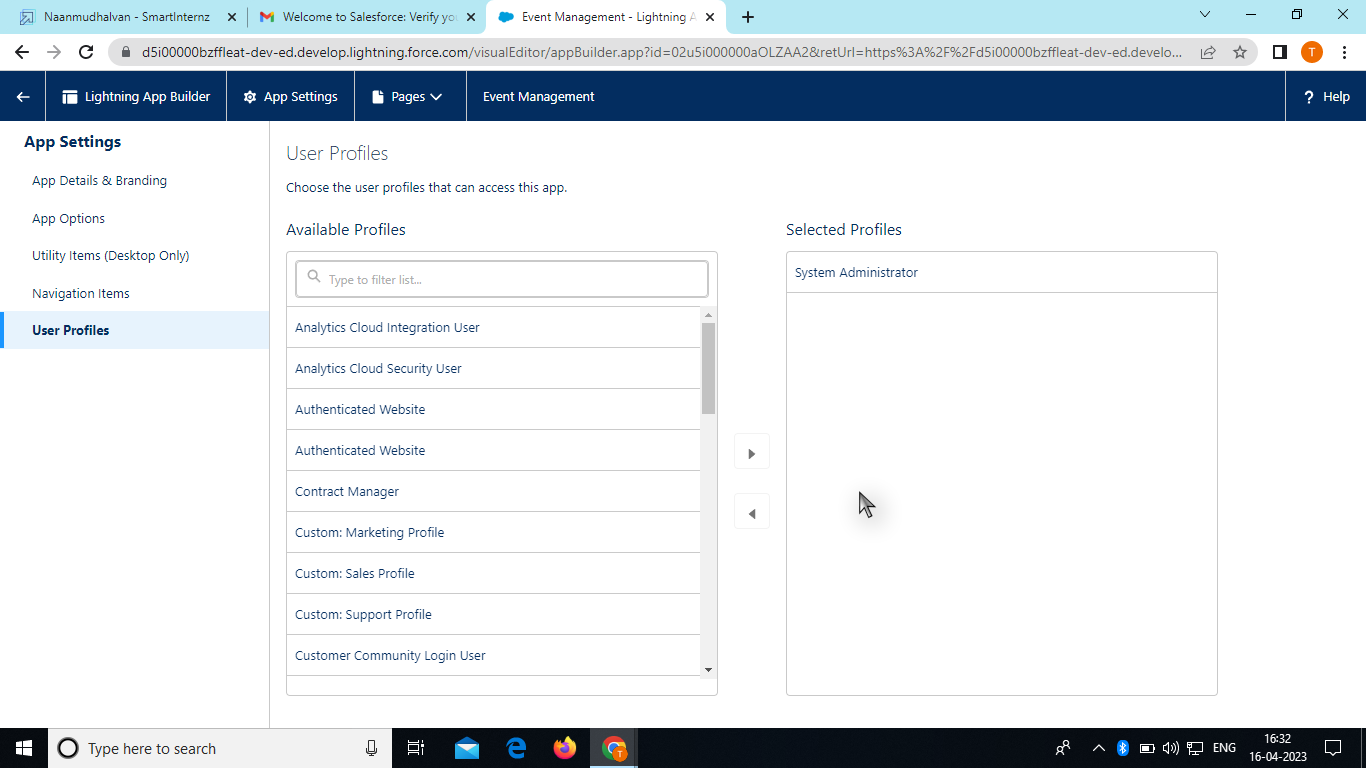 Naanmudhalvan - SmartInternz
Welcome to Salesforce: Verify you
Event Management - Lightning A
d5i00000bzffleat-dev-ed.develop.lightning.force.com/visualEditor/appBuilder.app?id=02u5i000000aOLZAA2&retUrl=https%3A%2F%2Fd5i00000bzffleat-dev-ed.develo...
T
Lightning App Builder
App Settings
Pages
Event Management
? Help
App Settings
App Details & Branding
App Options
Utility Items (Desktop Only)
Navigation Items
User Profiles
User Profiles
Choose the user profiles that can access this app.
Available Profiles
Type to filter list...
Analytics Cloud Integration User
Analytics Cloud Security User
Authenticated Website
Authenticated Website
Contract Manager
Custom: Marketing Profile
Custom: Sales Profile
Custom: Support Profile
Customer Community Login User
Selected Profiles
System Administrator
Type here to search
T
ENG
16:32
16-04-2023